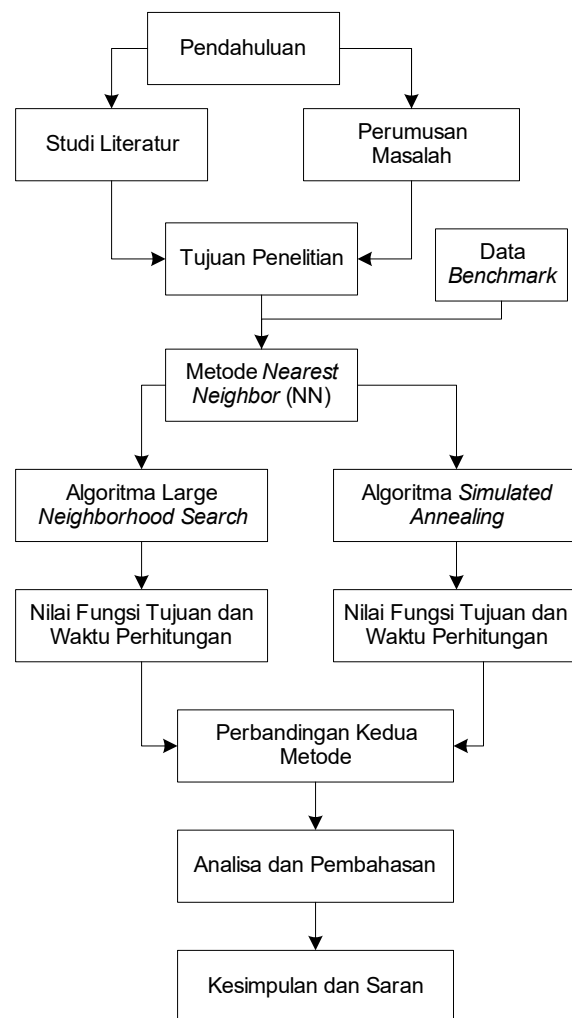 Pendahuluan
Studi Literatur
Perumusan
Masalah
Tujuan Penelitian
Data
Benchmark
Metode Nearest
Neighbor (NN)
Algoritma Large
Neighborhood Search
Algoritma Simulated
Annealing
Nilai Fungsi Tujuan dan
Waktu Perhitungan
Nilai Fungsi Tujuan dan
Waktu Perhitungan
Perbandingan Kedua
Metode
Analisa dan Pembahasan
Kesimpulan dan Saran